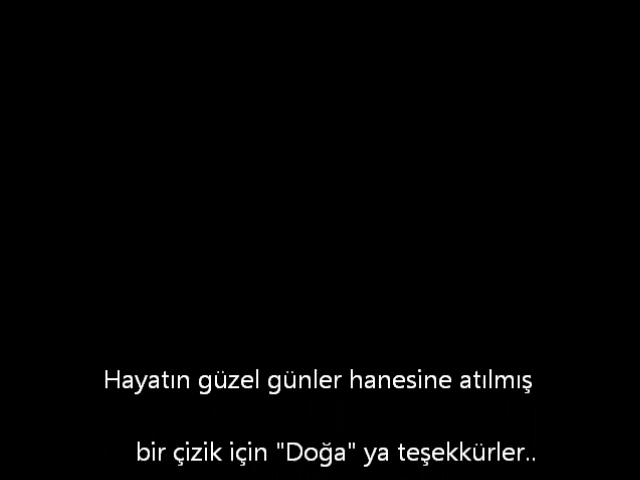 Hayatın güzel günler hanesine atılmış
bir çizik için "Doğa" ya teşekkürler..